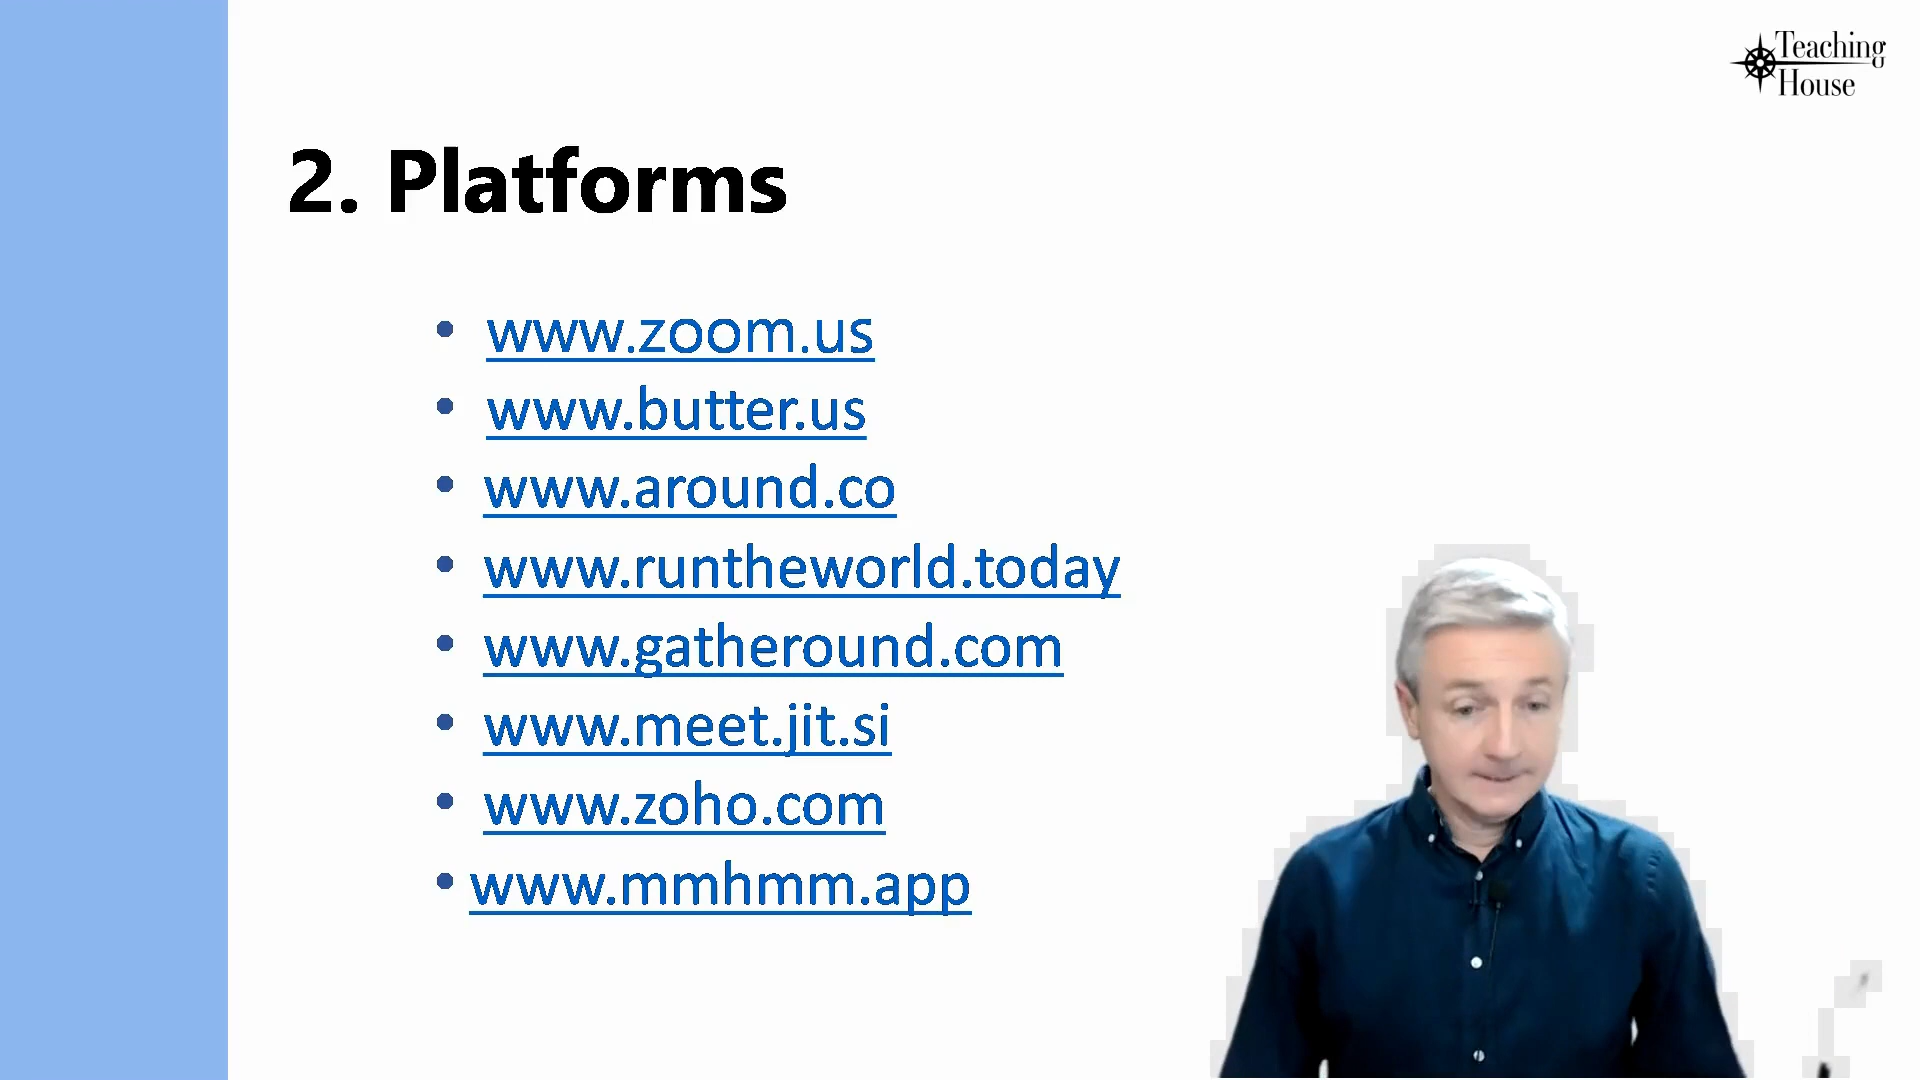 Teaching
House
2. Platforms
• www.zoom.us
• www.butter.us
• www.around.co
• www.runtheworld.today
• www.gatheround.com
• www.meet.jit.si
• www.zoho.com
• www.mmhmm.app